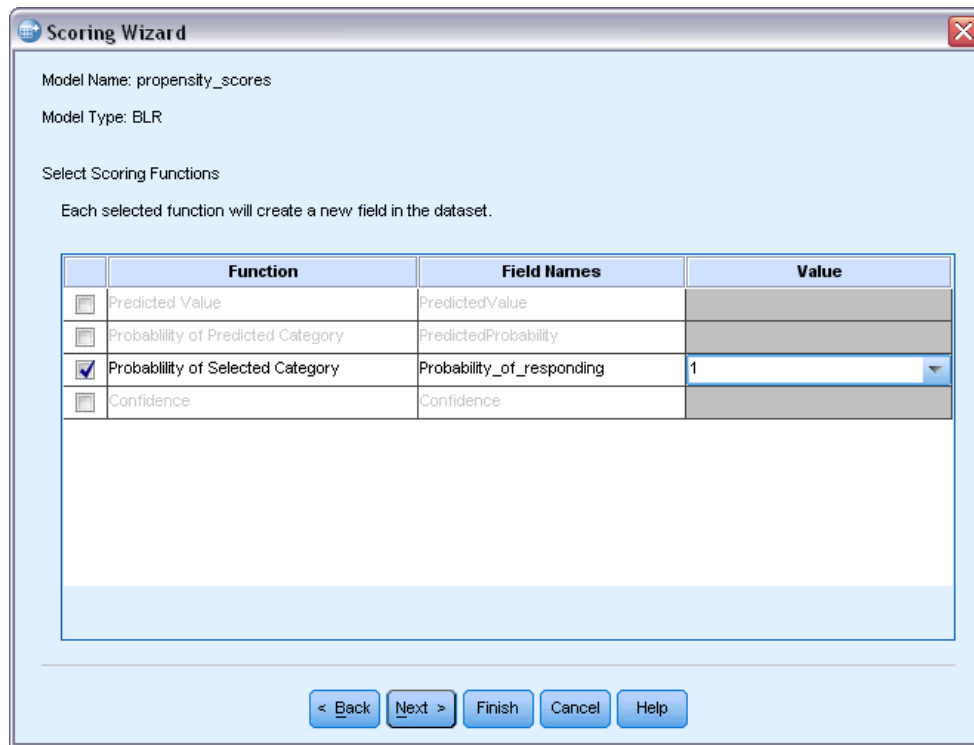 Scoring Wizard
Model Name: propensity_scores
Model Type: BLR
Select Scoring Functions
Each selected function will create a new field in the dataset.
Function Field Names Value
Predicted Value PredictedValue
Probablility of Predicted Category PredictedProbability
Probablility of Selected Category Probability_of_responding 1
Confidence Confidence
< Back Next > Finish Cancel Help